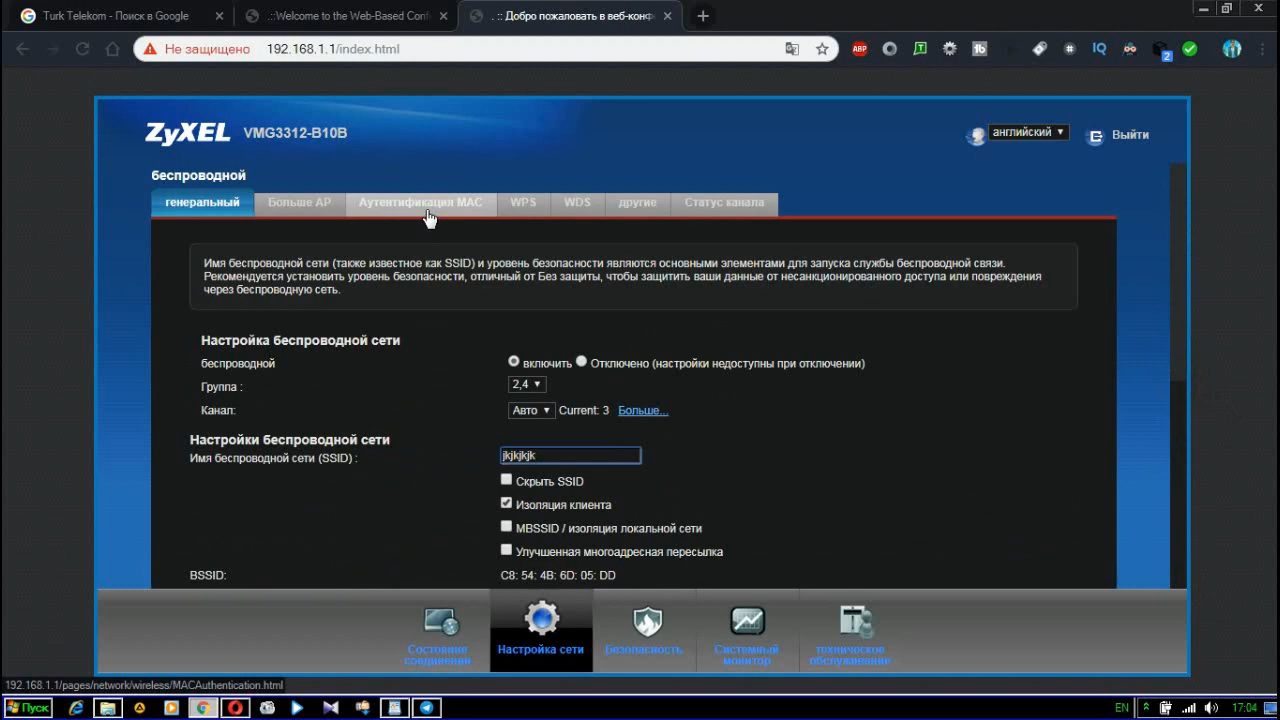 Turk Telekom - Поиск в Google
.::Welcome to the Web-Based Conf
. :: Добро пожаловать в веб-конф
Не защищено 192.168.1.1/index.html
ABP
tb
IQ
2
ZyXEL VMG3312-B10B
английский
Выйти
беспроводной
генеральный Больше AP Аутентификация MAC WPS WDS другие Статус канала
Имя беспроводной сети (также известное как SSID) и уровень безопасности являются основными элементами для запуска службы беспроводной связи.
Рекомендуется установить уровень безопасности, отличный от Без защиты, чтобы защитить ваши данные от несанкционированного доступа или повреждения
через беспроводную сеть.
Настройка беспроводной сети
беспроводной включить Отключено (настройки недоступны при отключении)
Группа : 2,4
Канал: Авто Current: 3 Больше...
Настройки беспроводной сети
Имя беспроводной сети (SSID) : jkjkjkjk
Скрыть SSID
Изоляция клиента
MBSSID / изоляция локальной сети
Улучшенная многоадресная пересылка
BSSID: C8: 54: 4B: 6D: 05: DD
Состояние
соединений
Настройка сети
Безопасность
Системный
монитор
техническое
обслуживание
192.168.1.1/pages/network/wireless/MACAuthentication.html
Пуск
EN
17:04